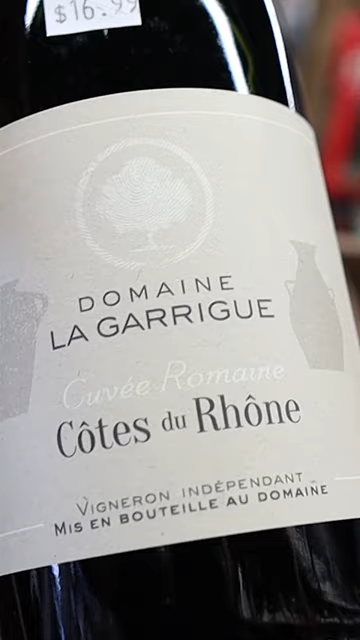 $16.99
DOMAINE
LA GARRIGUE
Cuvée Romaine
Côtes du Rhône
VIGNERON INDÉPENDANT
MIS EN BOUTEILLE AU DOMAINE